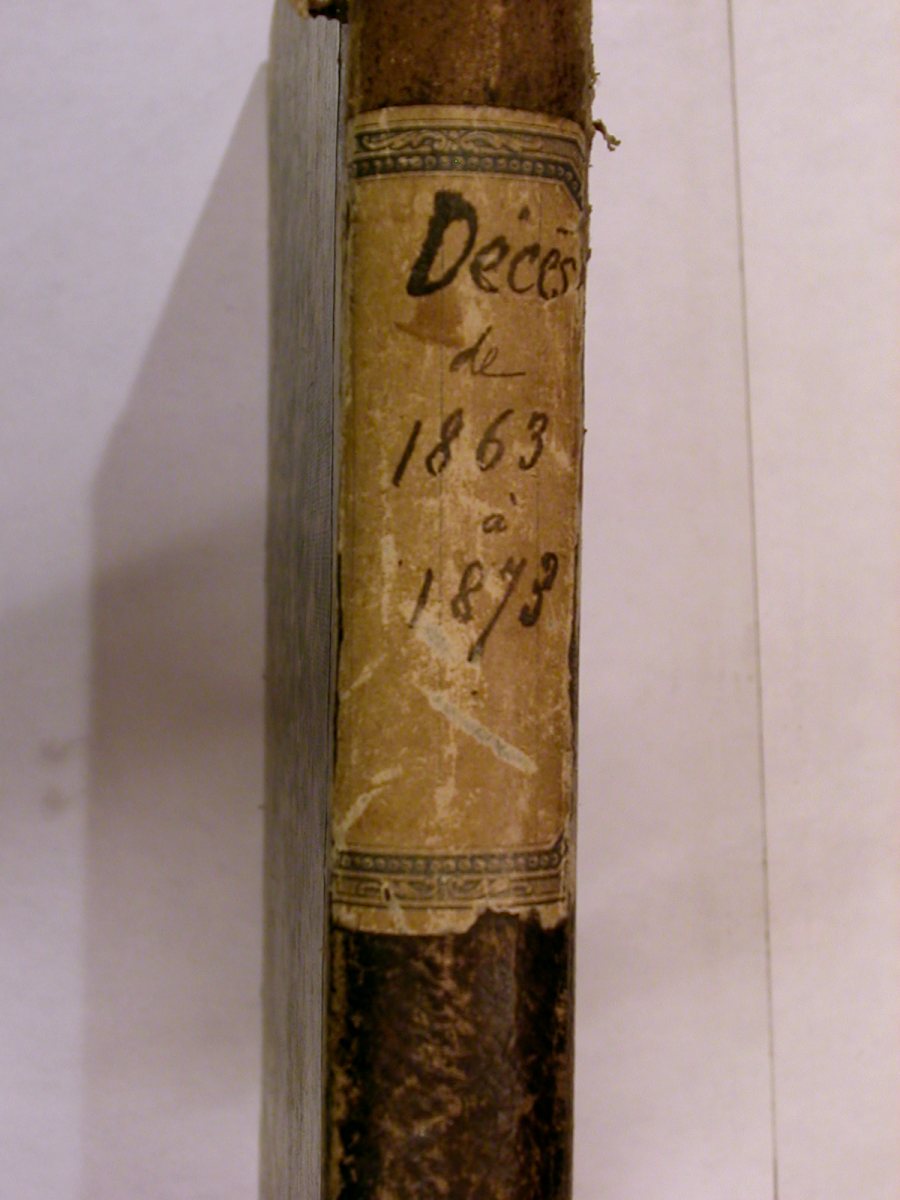 Décès
de
1863
à
1873